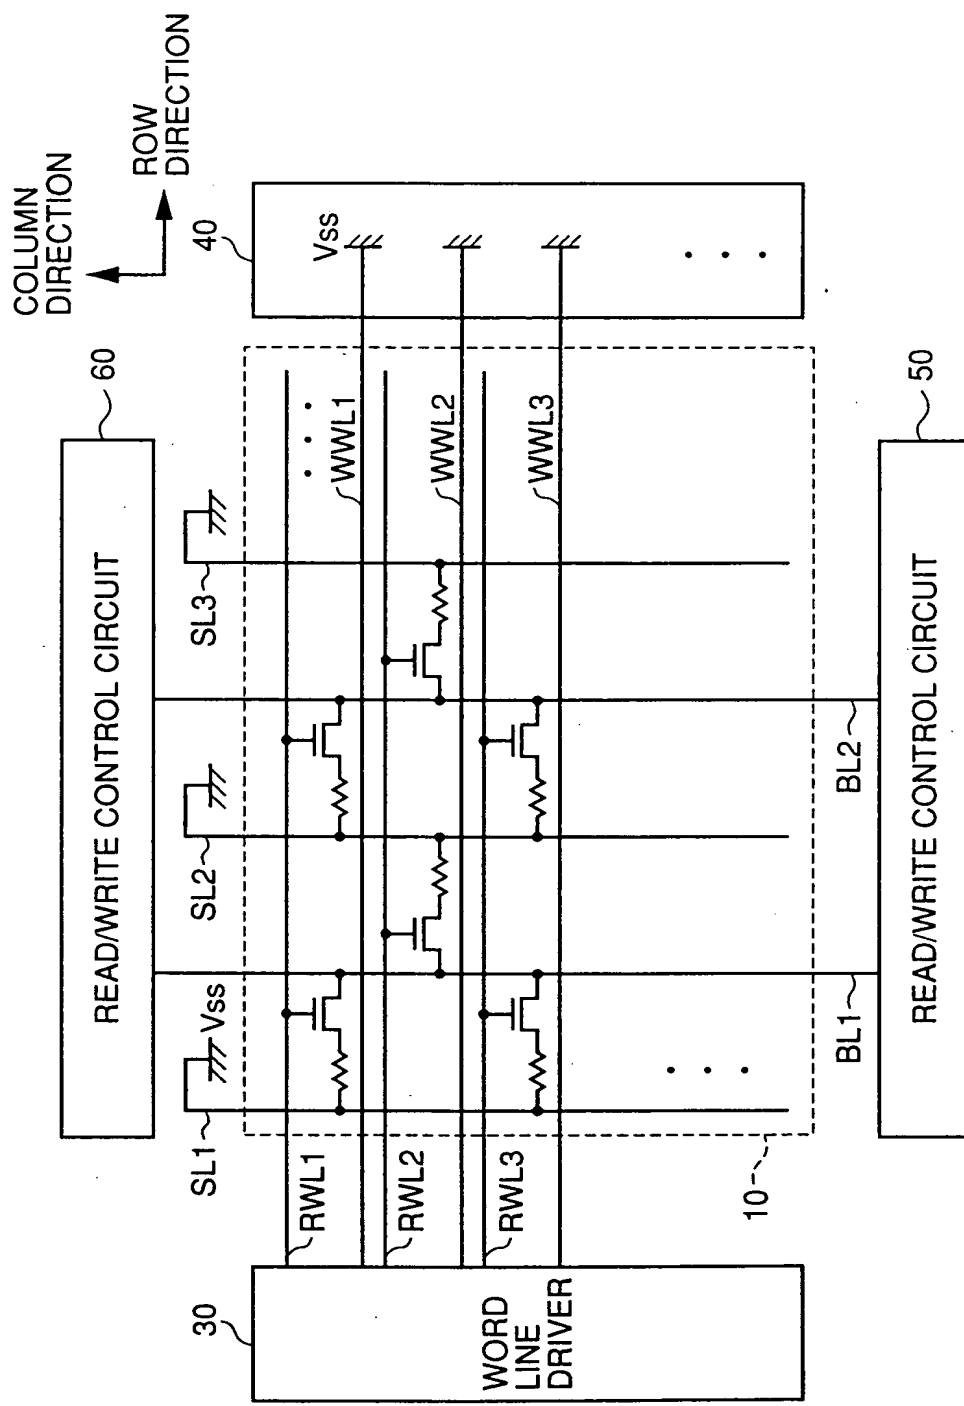 COLUMN
DIRECTION
ROW
DIRECTION
60
READ/WRITE CONTROL CIRCUIT
40
Vss
SL1
Vss
SL2
SL3
30
WORD
LINE
DRIVER
RWL1
WWL1
RWL2
WWL2
RWL3
WWL3
10
BL1
BL2
50
READ/WRITE CONTROL CIRCUIT